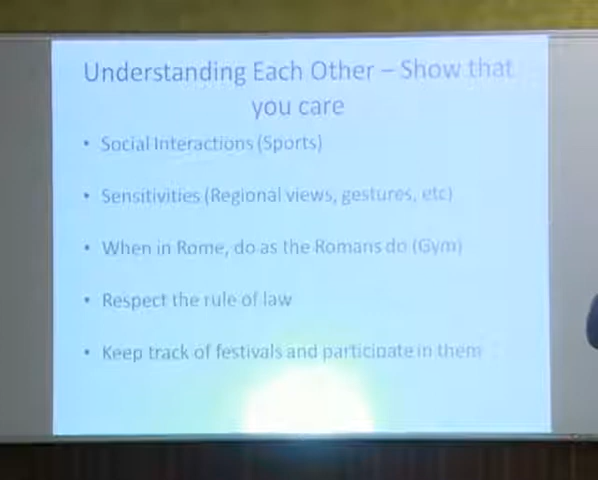 Understanding Each Other – Show that
you care
• Social Interactions (Sports)
• Sensitivities (Regional views, gestures, etc)
• When in Rome, do as the Romans do (Gym)
• Respect the rule of law
• Keep track of festivals and participate in them